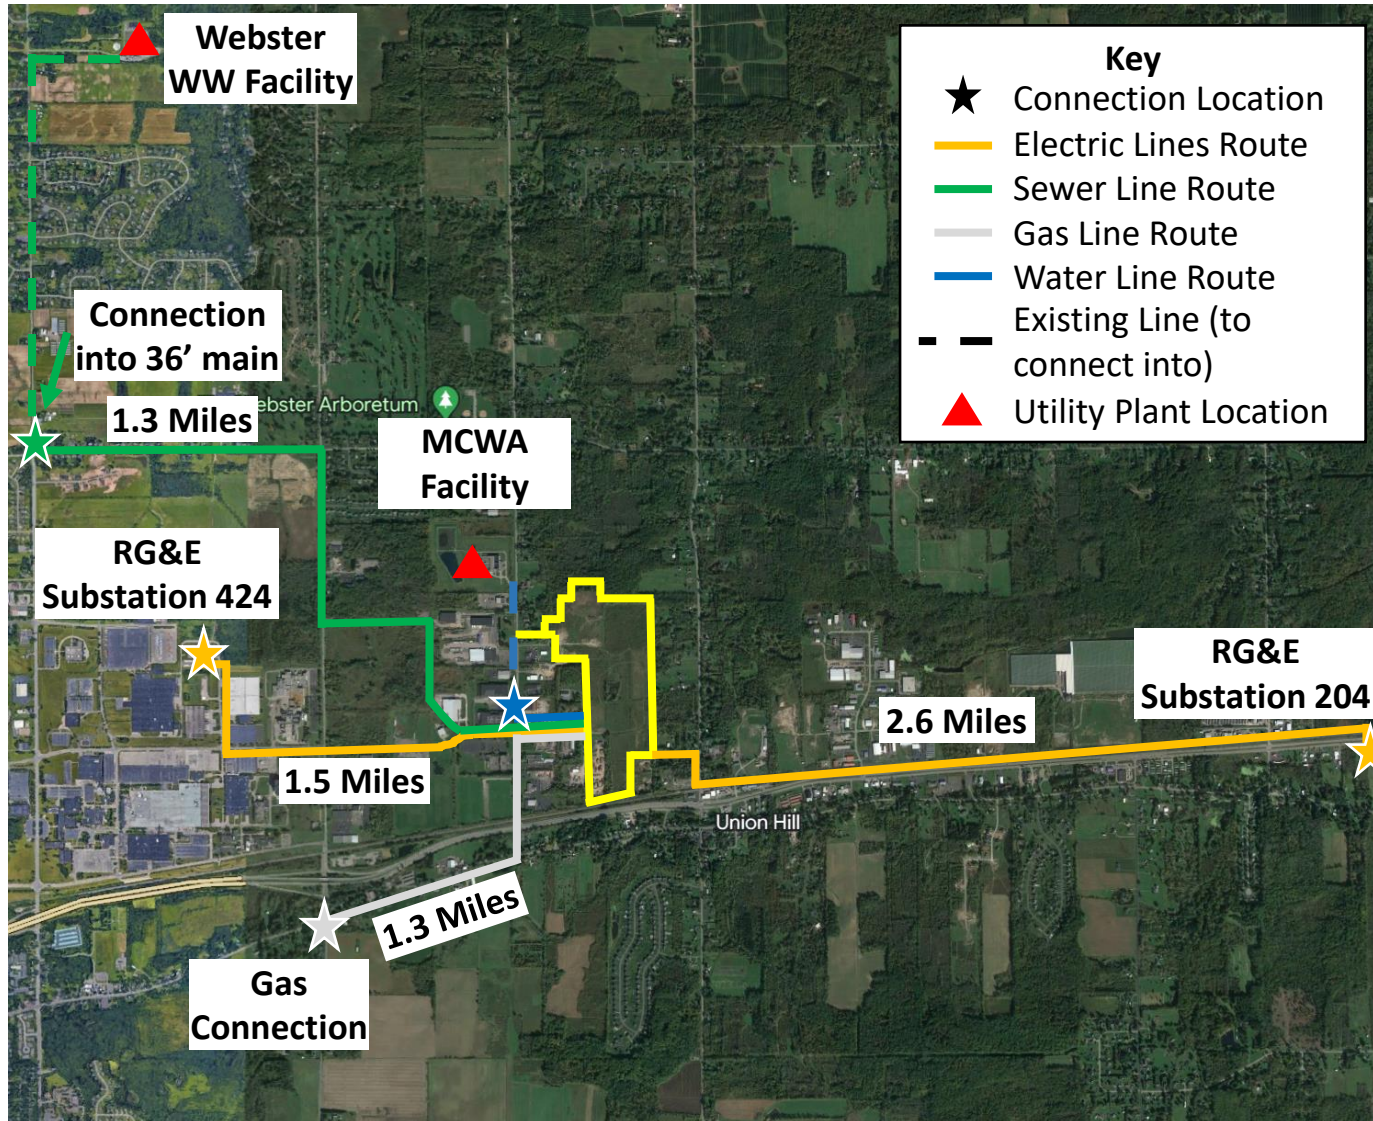 Webster
WW Facility
Key
Connection Location
Electric Lines Route
Sewer Line Route
Gas Line Route
Water Line Route
Existing Line (to
connect into)
Utility Plant Location
Connection
into 36’ main
1.3 Miles
ebster Arboretum
MCWA
Facility
RG&E
Substation 424
RG&E
Substation 204
2.6 Miles
1.5 Miles
Union Hill
1.3 Miles
Gas
Connection